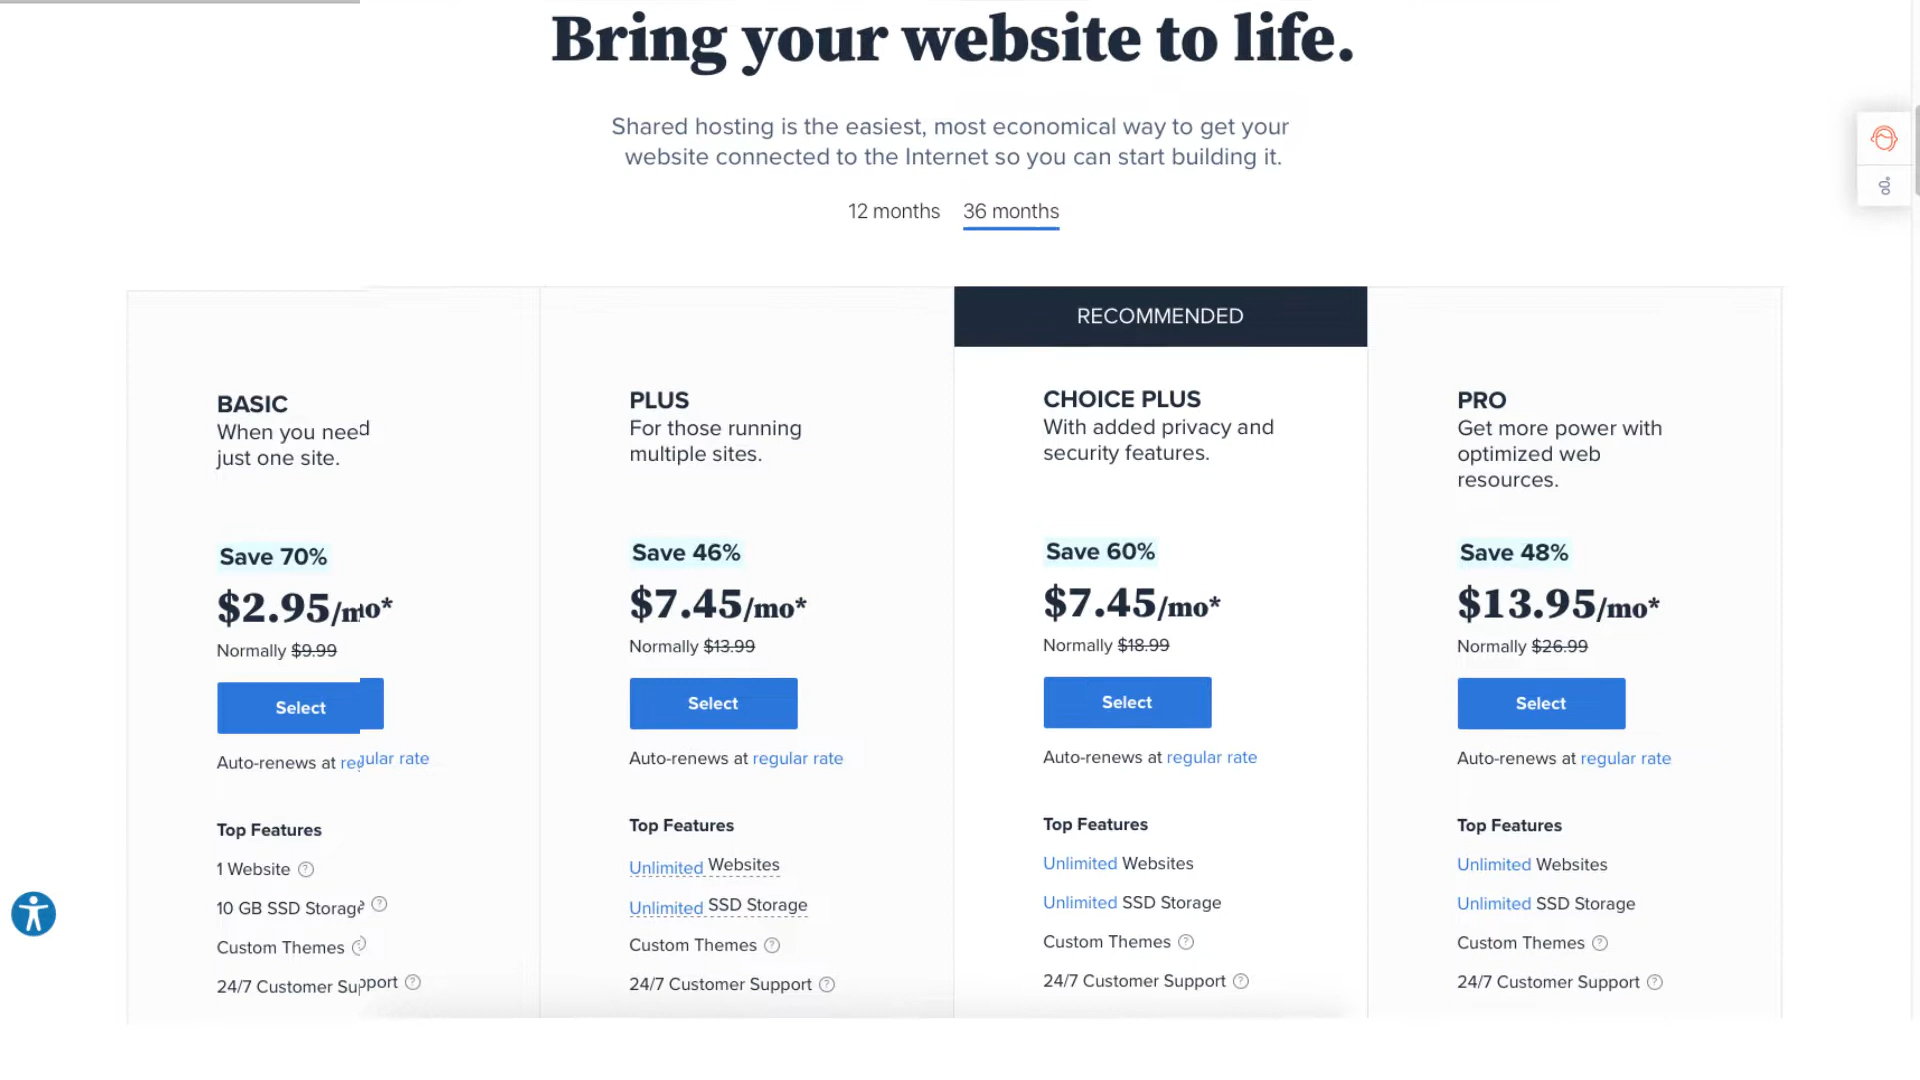 Bring your website to life.
Shared hosting is the easiest, most economical way to get your
website connected to the Internet so you can start building it.
12 months 36 months
BASIC
When you need
just one site.
Save 70%
$2.95/mo*
Normally $9.99
Select
Auto-renews at regular rate
Top Features
1 Website
10 GB SSD Storage
Custom Themes
24/7 Customer Support
PLUS
For those running
multiple sites.
Save 46%
$7.45/mo*
Normally $13.99
Select
Auto-renews at regular rate
Top Features
Unlimited Websites
Unlimited SSD Storage
Custom Themes
24/7 Customer Support
RECOMMENDED
CHOICE PLUS
With added privacy and
security features.
Save 60%
$7.45/mo*
Normally $18.99
Select
Auto-renews at regular rate
Top Features
Unlimited Websites
Unlimited SSD Storage
Custom Themes
24/7 Customer Support
PRO
Get more power with
optimized web
resources.
Save 48%
$13.95/mo*
Normally $26.99
Select
Auto-renews at regular rate
Top Features
Unlimited Websites
Unlimited SSD Storage
Custom Themes
24/7 Customer Support